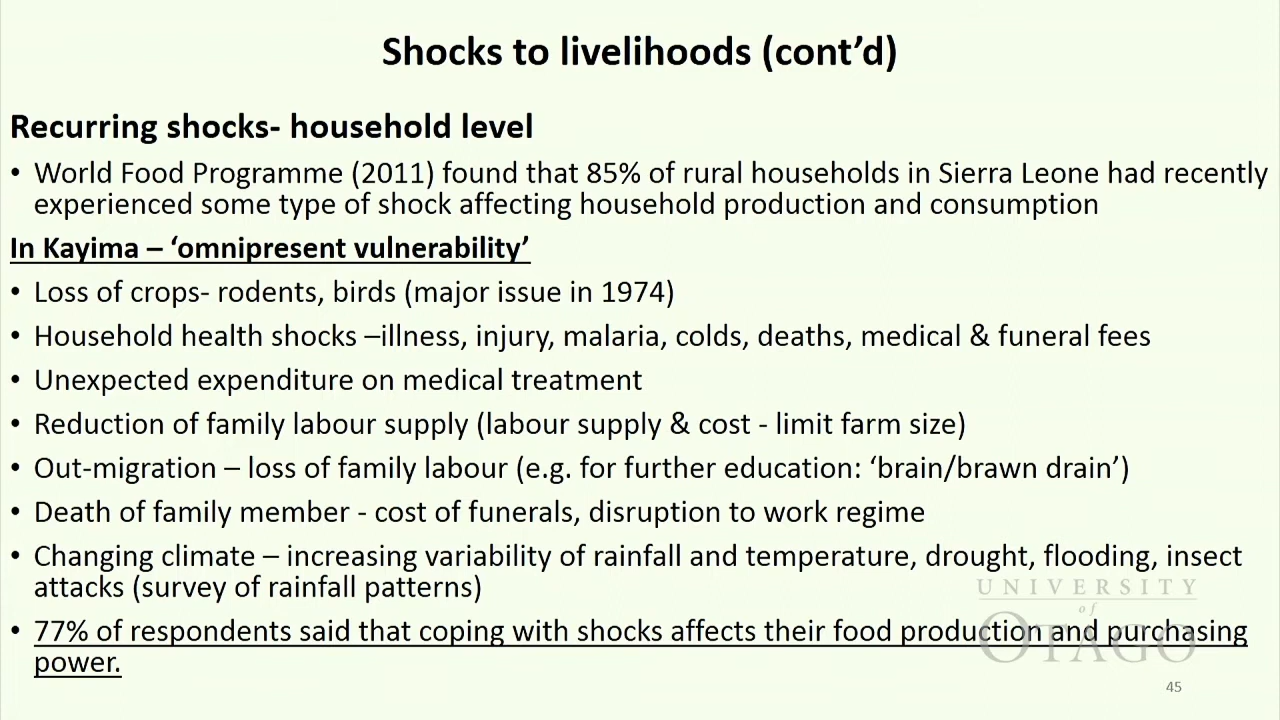 Shocks to livelihoods (cont’d)
Recurring shocks- household level
• World Food Programme (2011) found that 85% of rural households in Sierra Leone had recently
experienced some type of shock affecting household production and consumption
In Kayima – ‘omnipresent vulnerability’
• Loss of crops- rodents, birds (major issue in 1974)
• Household health shocks –illness, injury, malaria, colds, deaths, medical & funeral fees
• Unexpected expenditure on medical treatment
• Reduction of family labour supply (labour supply & cost - limit farm size)
• Out-migration – loss of family labour (e.g. for further education: ‘brain/brawn drain’)
• Death of family member - cost of funerals, disruption to work regime
• Changing climate – increasing variability of rainfall and temperature, drought, flooding, insect
attacks (survey of rainfall patterns)
• 77% of respondents said that coping with shocks affects their food production and purchasing
power.
UNIVERSITY
of
OTAGO
45